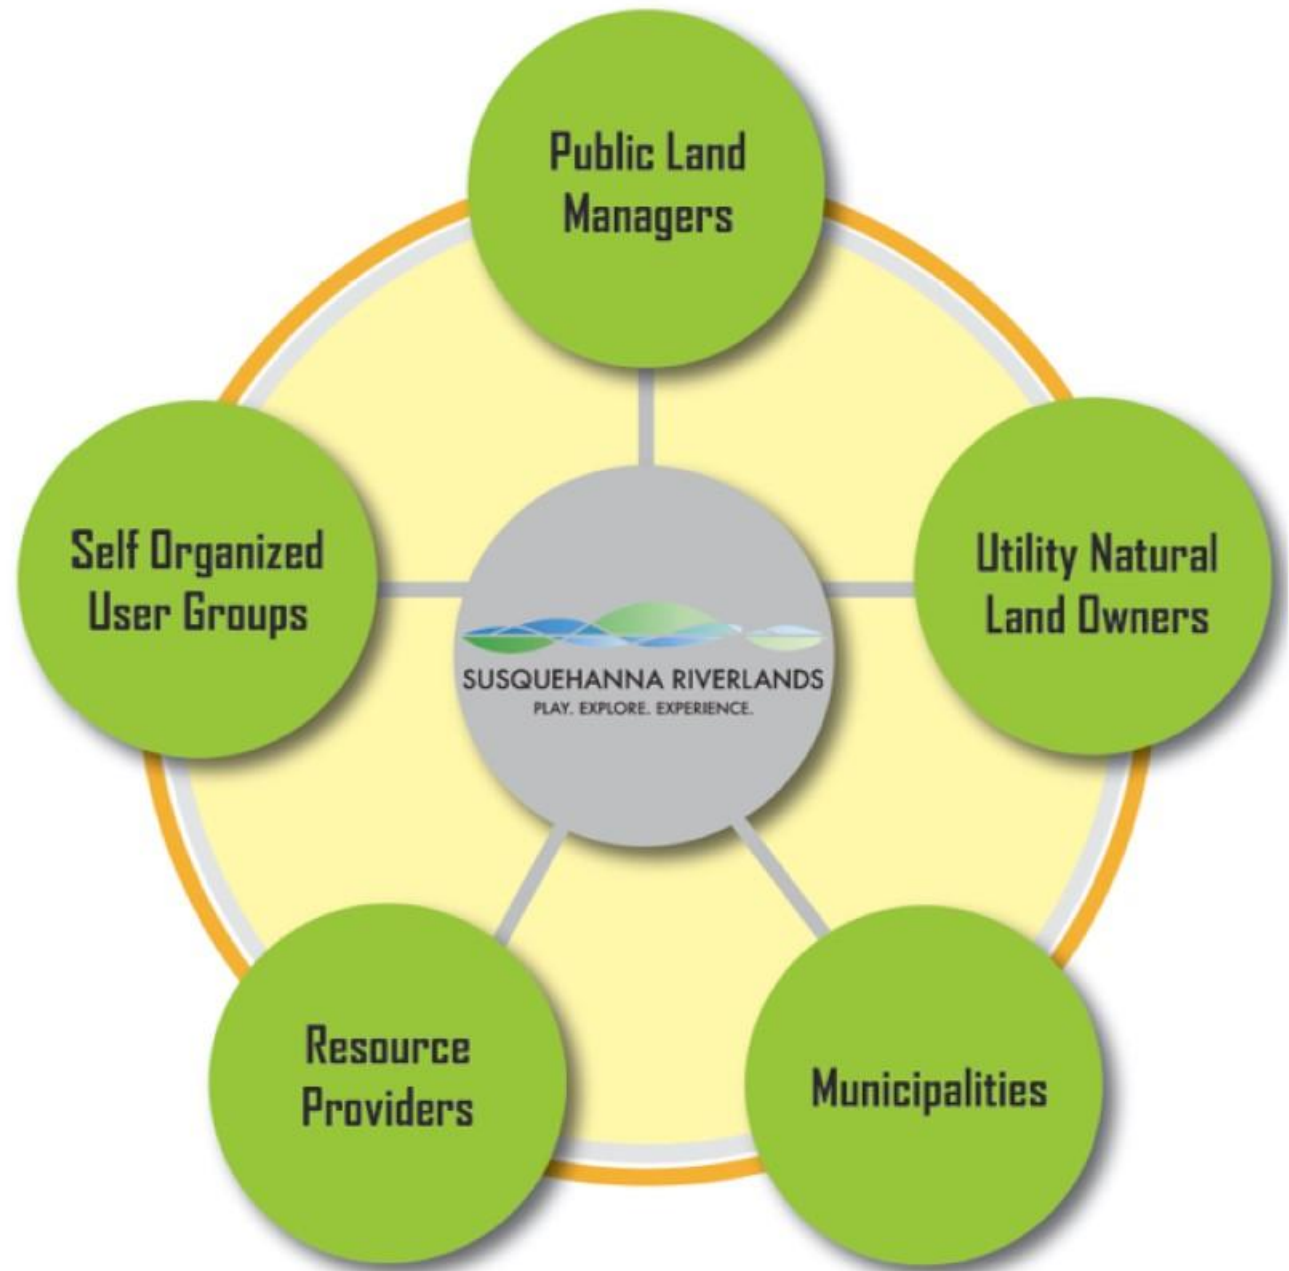 Public Land
Managers
Self Organized
User Groups
Utility Natural
Land Owners
SUSQUEHANNA RIVERLANDS
PLAY. EXPLORE. EXPERIENCE.
Resource
Providers
Municipalities